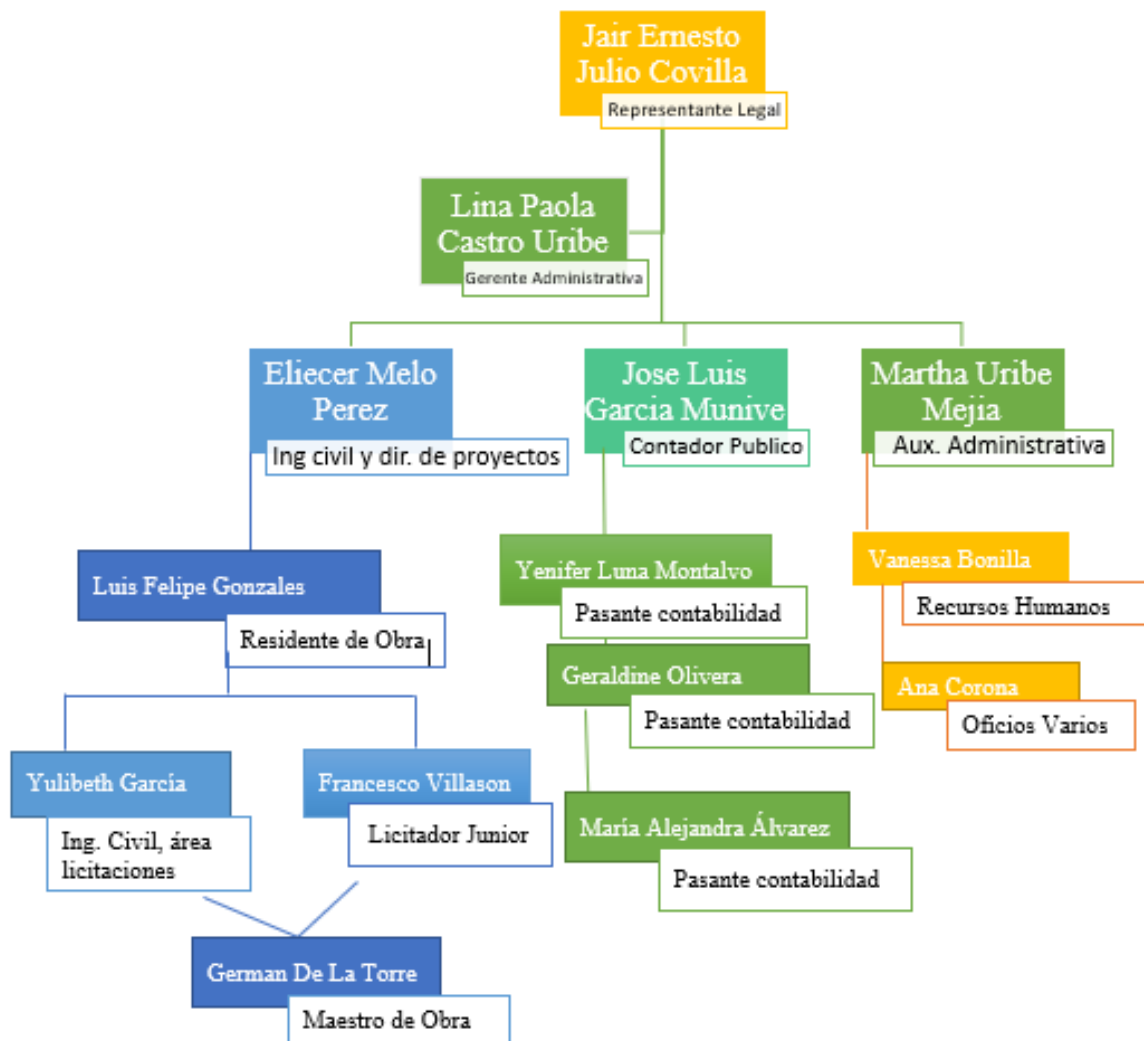 Jair Ernesto
Julio Covilla
Representante Legal
Lina Paola
Castro Uribe
Gerente Administrativa
Eliecer Melo
Perez
Ing civil y dir. de proyectos
Jose Luis
Garcia Munive
Contador Publico
Martha Uribe
Mejia
Aux. Administrativa
Luis Felipe Gonzales
Residente de Obra
Yenifer Luna Montalvo
Pasante contabilidad
Vanessa Bonilla
Recursos Humanos
Geraldine Olivera
Pasante contabilidad
Ana Corona
Oficios Varios
Yulibeth García
Ing. Civil, área
licitaciones
Francesco Villason
Licitador Junior
María Alejandra Álvarez
Pasante contabilidad
German De La Torre
Maestro de Obra